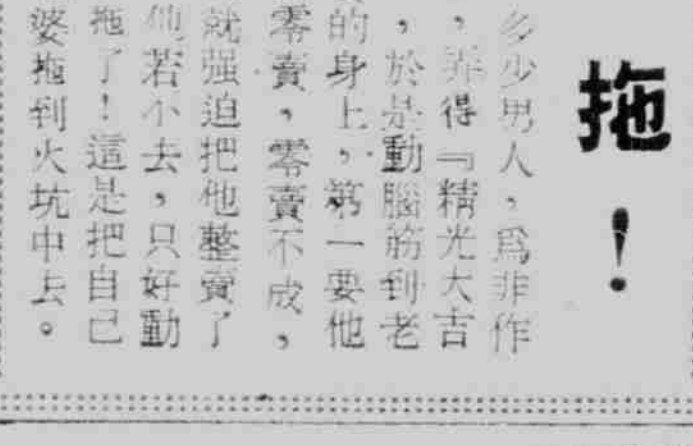 拖！
多少男人，爲非作
，弄得『精光大吉
，於是動腦筋到老
的身上，第一要他
零賣，零賣不成，
就强迫把他整賣了
他若不去，只好動
拖了！這是把自己
婆拖到火坑中去。